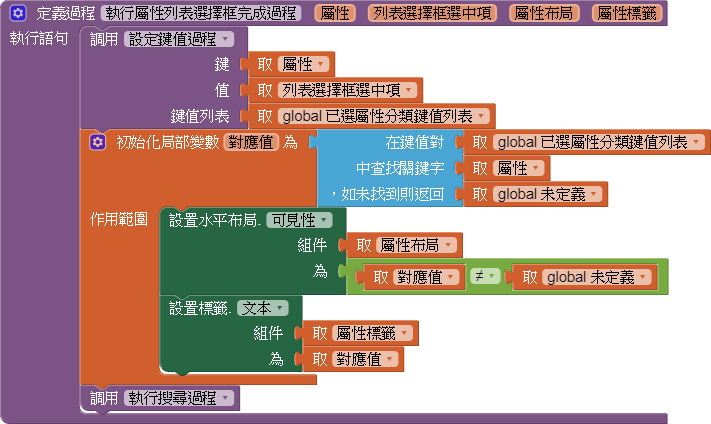 定義過程 執行屬性列表選擇框完成過程 屬性 列表選擇框選中項 屬性布局 屬性標籤
執行語句 調用 設定鍵值過程
鍵 取 屬性
值 取 列表選擇框選中項
鍵值列表 取 global 已選屬性分類鍵值列表
初始化局部變數 對應值 為 在鍵值對 取 global 已選屬性分類鍵值列表
中查找關鍵字 取 屬性
，如未找到則返回 取 global 未定義
作用範圍 設置水平布局. 可見性
組件 取 屬性布局
為 取 對應值 ≠ 取 global 未定義
設置標籤. 文本
組件 取 屬性標籤
為 取 對應值
調用 執行搜尋過程